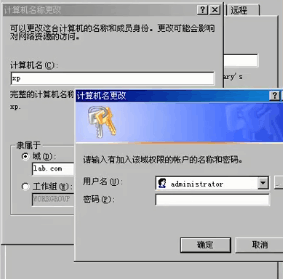 计算机名称更改
远程
可以更改这台计算机的名称和成员身份。更改可能会影响
对网络资源的访问。
计算机名(C):
xp
ary's
完整的计算机名称
xp.
隶属于
域(D):
lab.com
工作组(W):
WORKGROUP
计算机名更改
请输入有加入该域权限的帐户的名称和密码。
用户名(U):
administrator
密码(P):
确定
取消